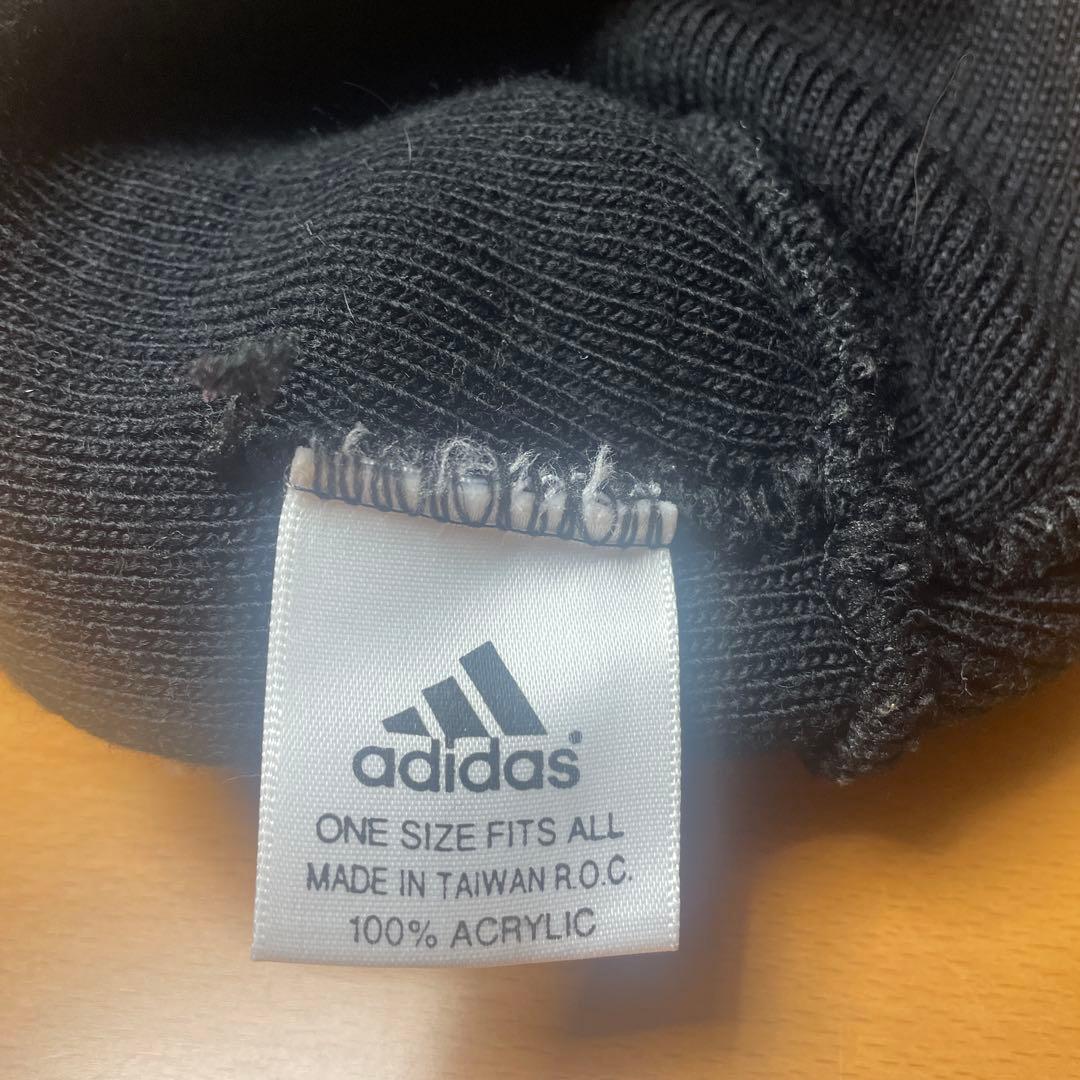 adidas®
ONE SIZE FITS ALL
MADE IN TAIWAN R.O.C.
100% ACRYLIC